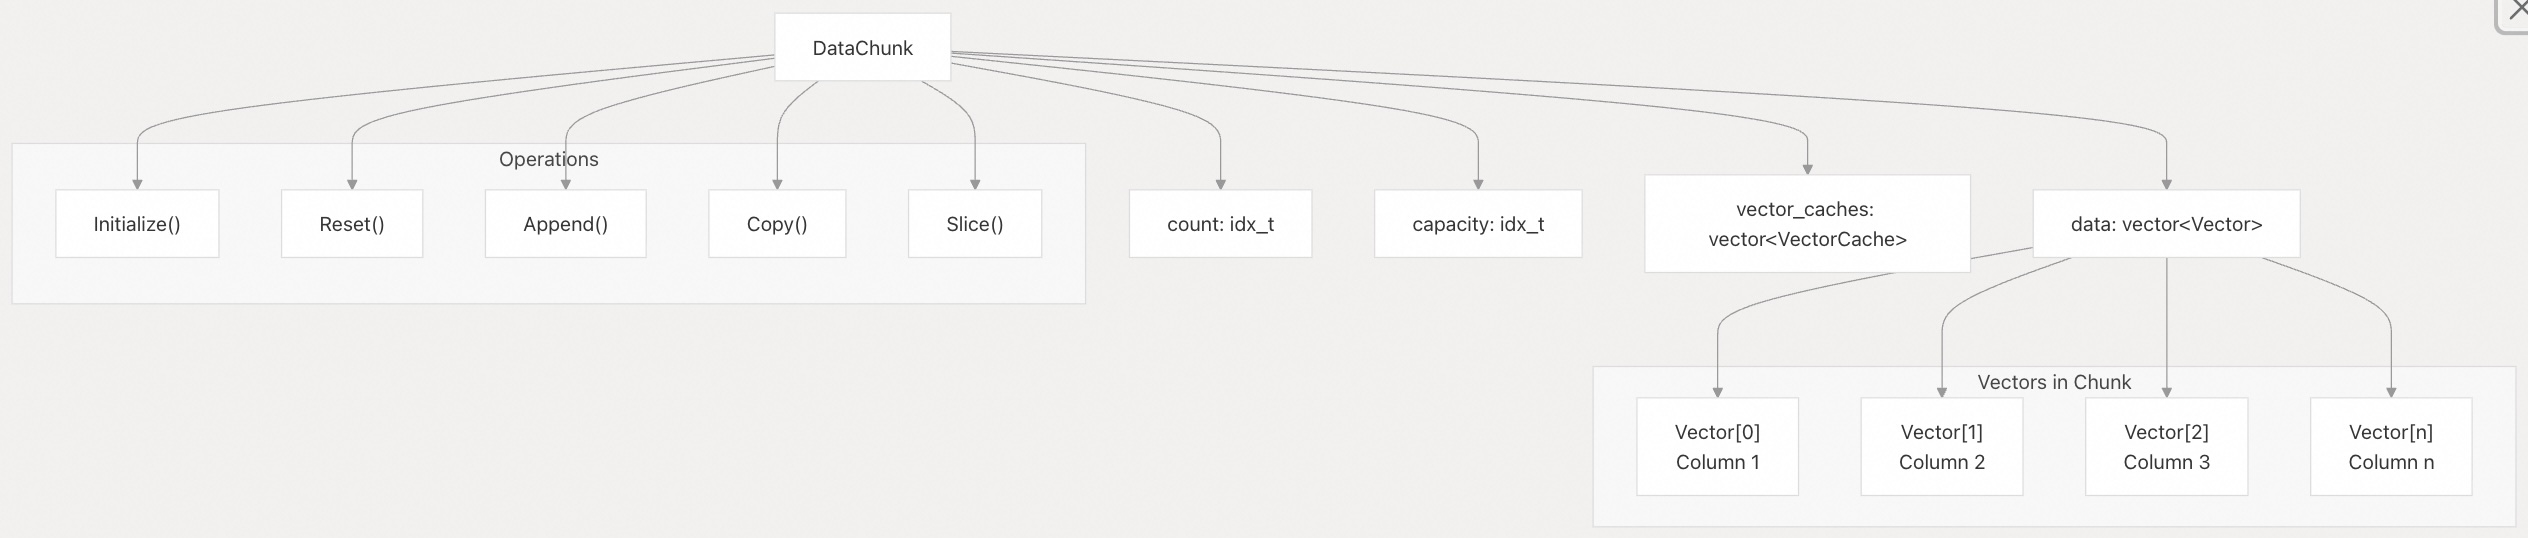 DataChunk
Operations
Initialize()
Reset()
Append()
Copy()
Slice()
count: idx_t
capacity: idx_t
vector_caches:
vector<VectorCache>
data: vector<Vector>
Vectors in Chunk
Vector[0]
Column 1
Vector[1]
Column 2
Vector[2]
Column 3
Vector[n]
Column n